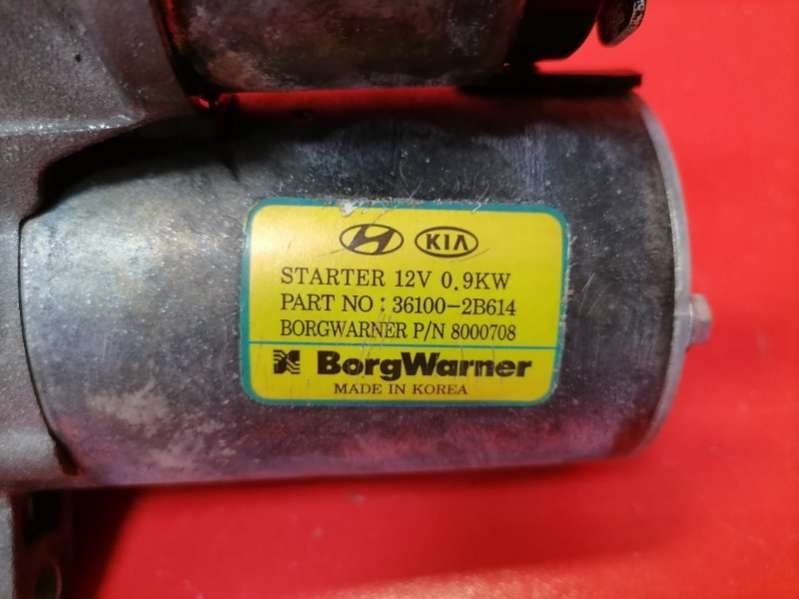 KIA
STARTER 12V 0.9KW
PART NO : 36100-2B614
BORGWARNER P/N 8000708
BorgWarner
MADE IN KOREA